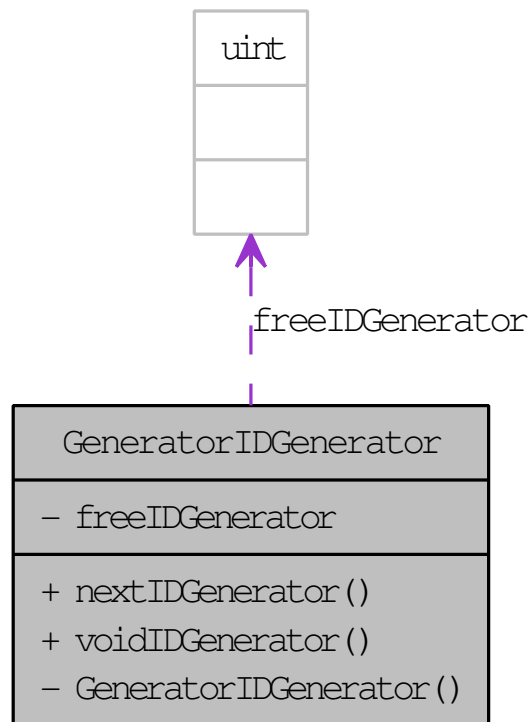 uint
freeIDGenerator
GeneratorIDGenerator
− freeIDGenerator
+ nextIDGenerator()
+ voidIDGenerator()
− GeneratorIDGenerator()